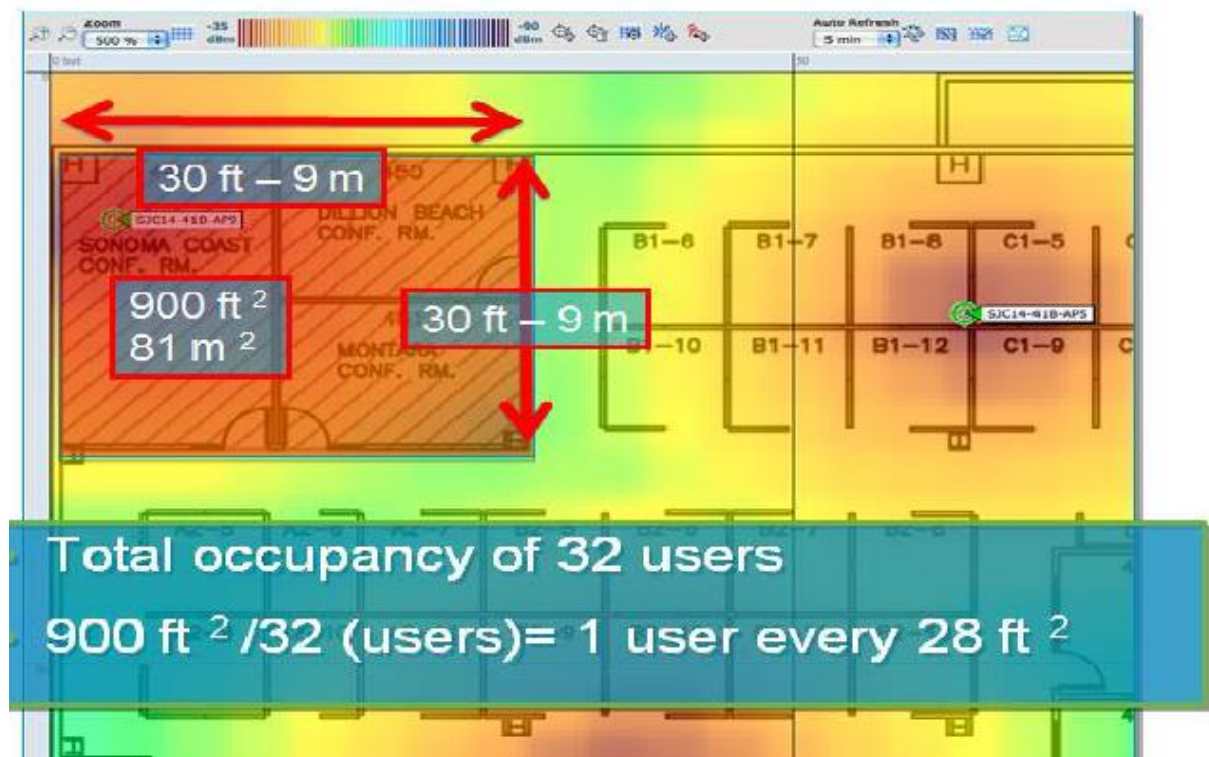 Zoom
500 %
-35
dBm
-90
dBm
Auto Refresh
5 min
0 feet
50
H
H
30 ft – 9 m
SJC14-41B-AP9
DILLION BEACH
CONF. RM.
SONOMA COAST
CONF. RM.
B1-6
B1-7
B1-8
C1-5
900 ft 2
81 m 2
30 ft – 9 m
SJC14-41B-AP5
MONTARA
CONF. RM.
B1-10
B1-11
B1-12
C1-9
Total occupancy of 32 users
900 ft 2 /32 (users)= 1 user every 28 ft 2